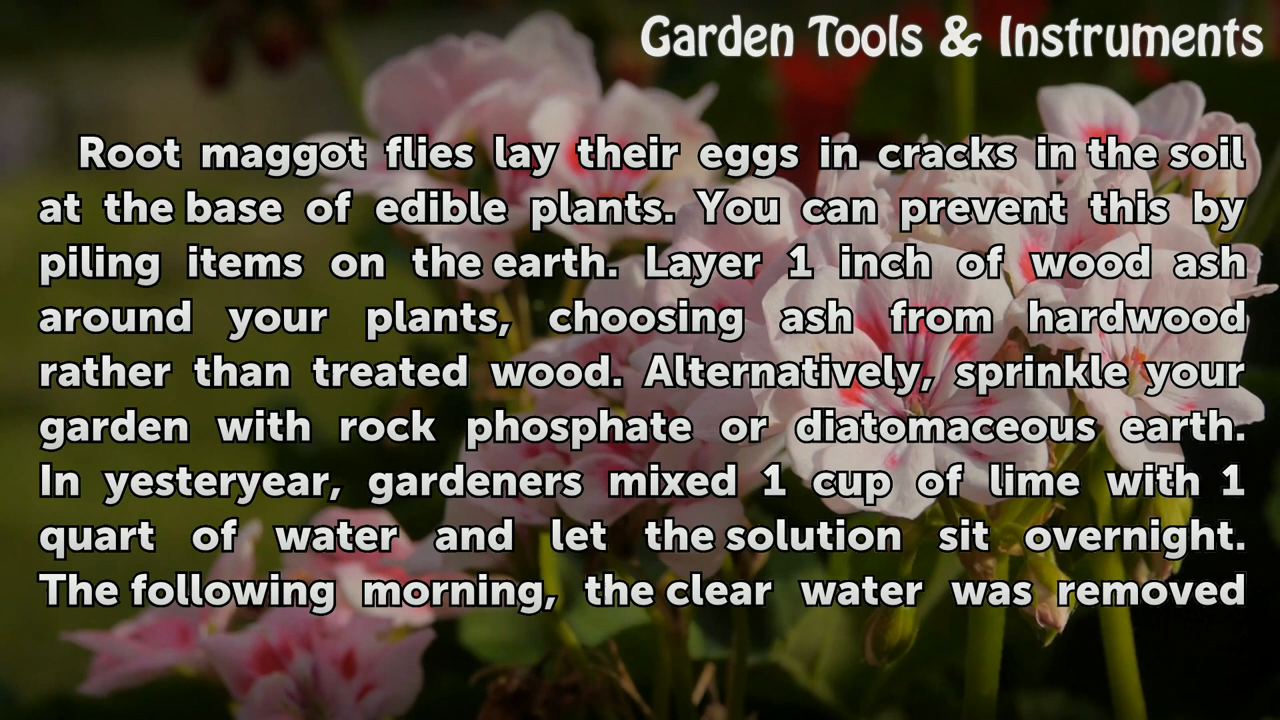 Garden Tools & Instruments
Root maggot flies lay their eggs in cracks in the soil
at the base of edible plants. You can prevent this by
piling items on the earth. Layer 1 inch of wood ash
around your plants, choosing ash from hardwood
rather than treated wood. Alternatively, sprinkle your
garden with rock phosphate or diatomaceous earth.
In yesteryear, gardeners mixed 1 cup of lime with 1
quart of water and let the solution sit overnight.
The following morning, the clear water was removed